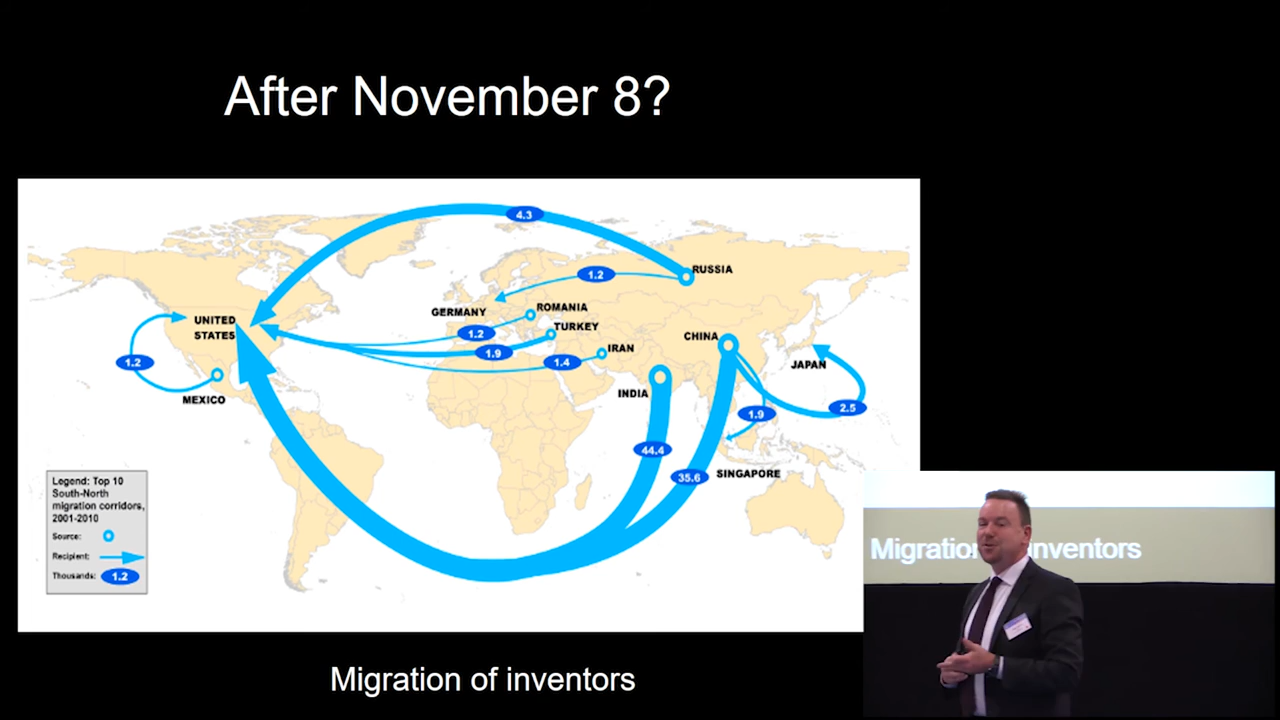 After November 8?
4.3
RUSSIA
1.2
GERMANY
ROMANIA
UNITED
STATES
1.2
TURKEY
CHINA
1.9
IRAN
1.2
1.4
JAPAN
MEXICO
INDIA
1.9
2.5
44.4
35.6
SINGAPORE
Legend: Top 10
South-North
migration corridors,
2001-2010
Source:
Recipient:
Thousands: 1.2
Migration inventors
Migration of inventors